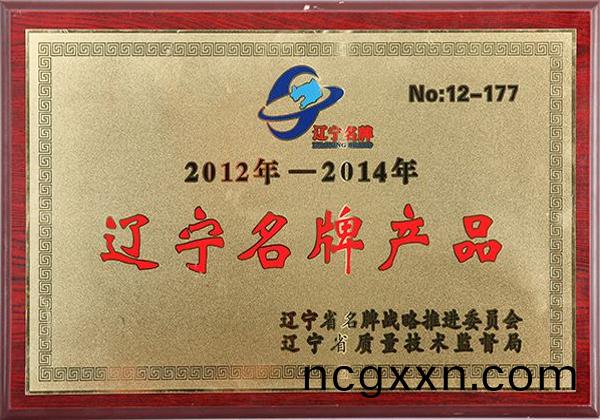 No:12-177
辽宁名牌
2012年—2014年
辽宁名牌产品
辽宁省名牌战略推进委员会
辽宁省质量技术监督局
ncgxxn.com